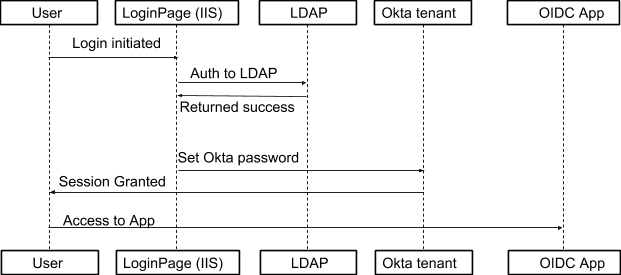 User
LoginPage (IIS)
LDAP
Okta tenant
OIDC App
Login initiated
Auth to LDAP
Returned success
Set Okta password
Session Granted
Access to App
User
LoginPage (IIS)
LDAP
Okta tenant
OIDC App